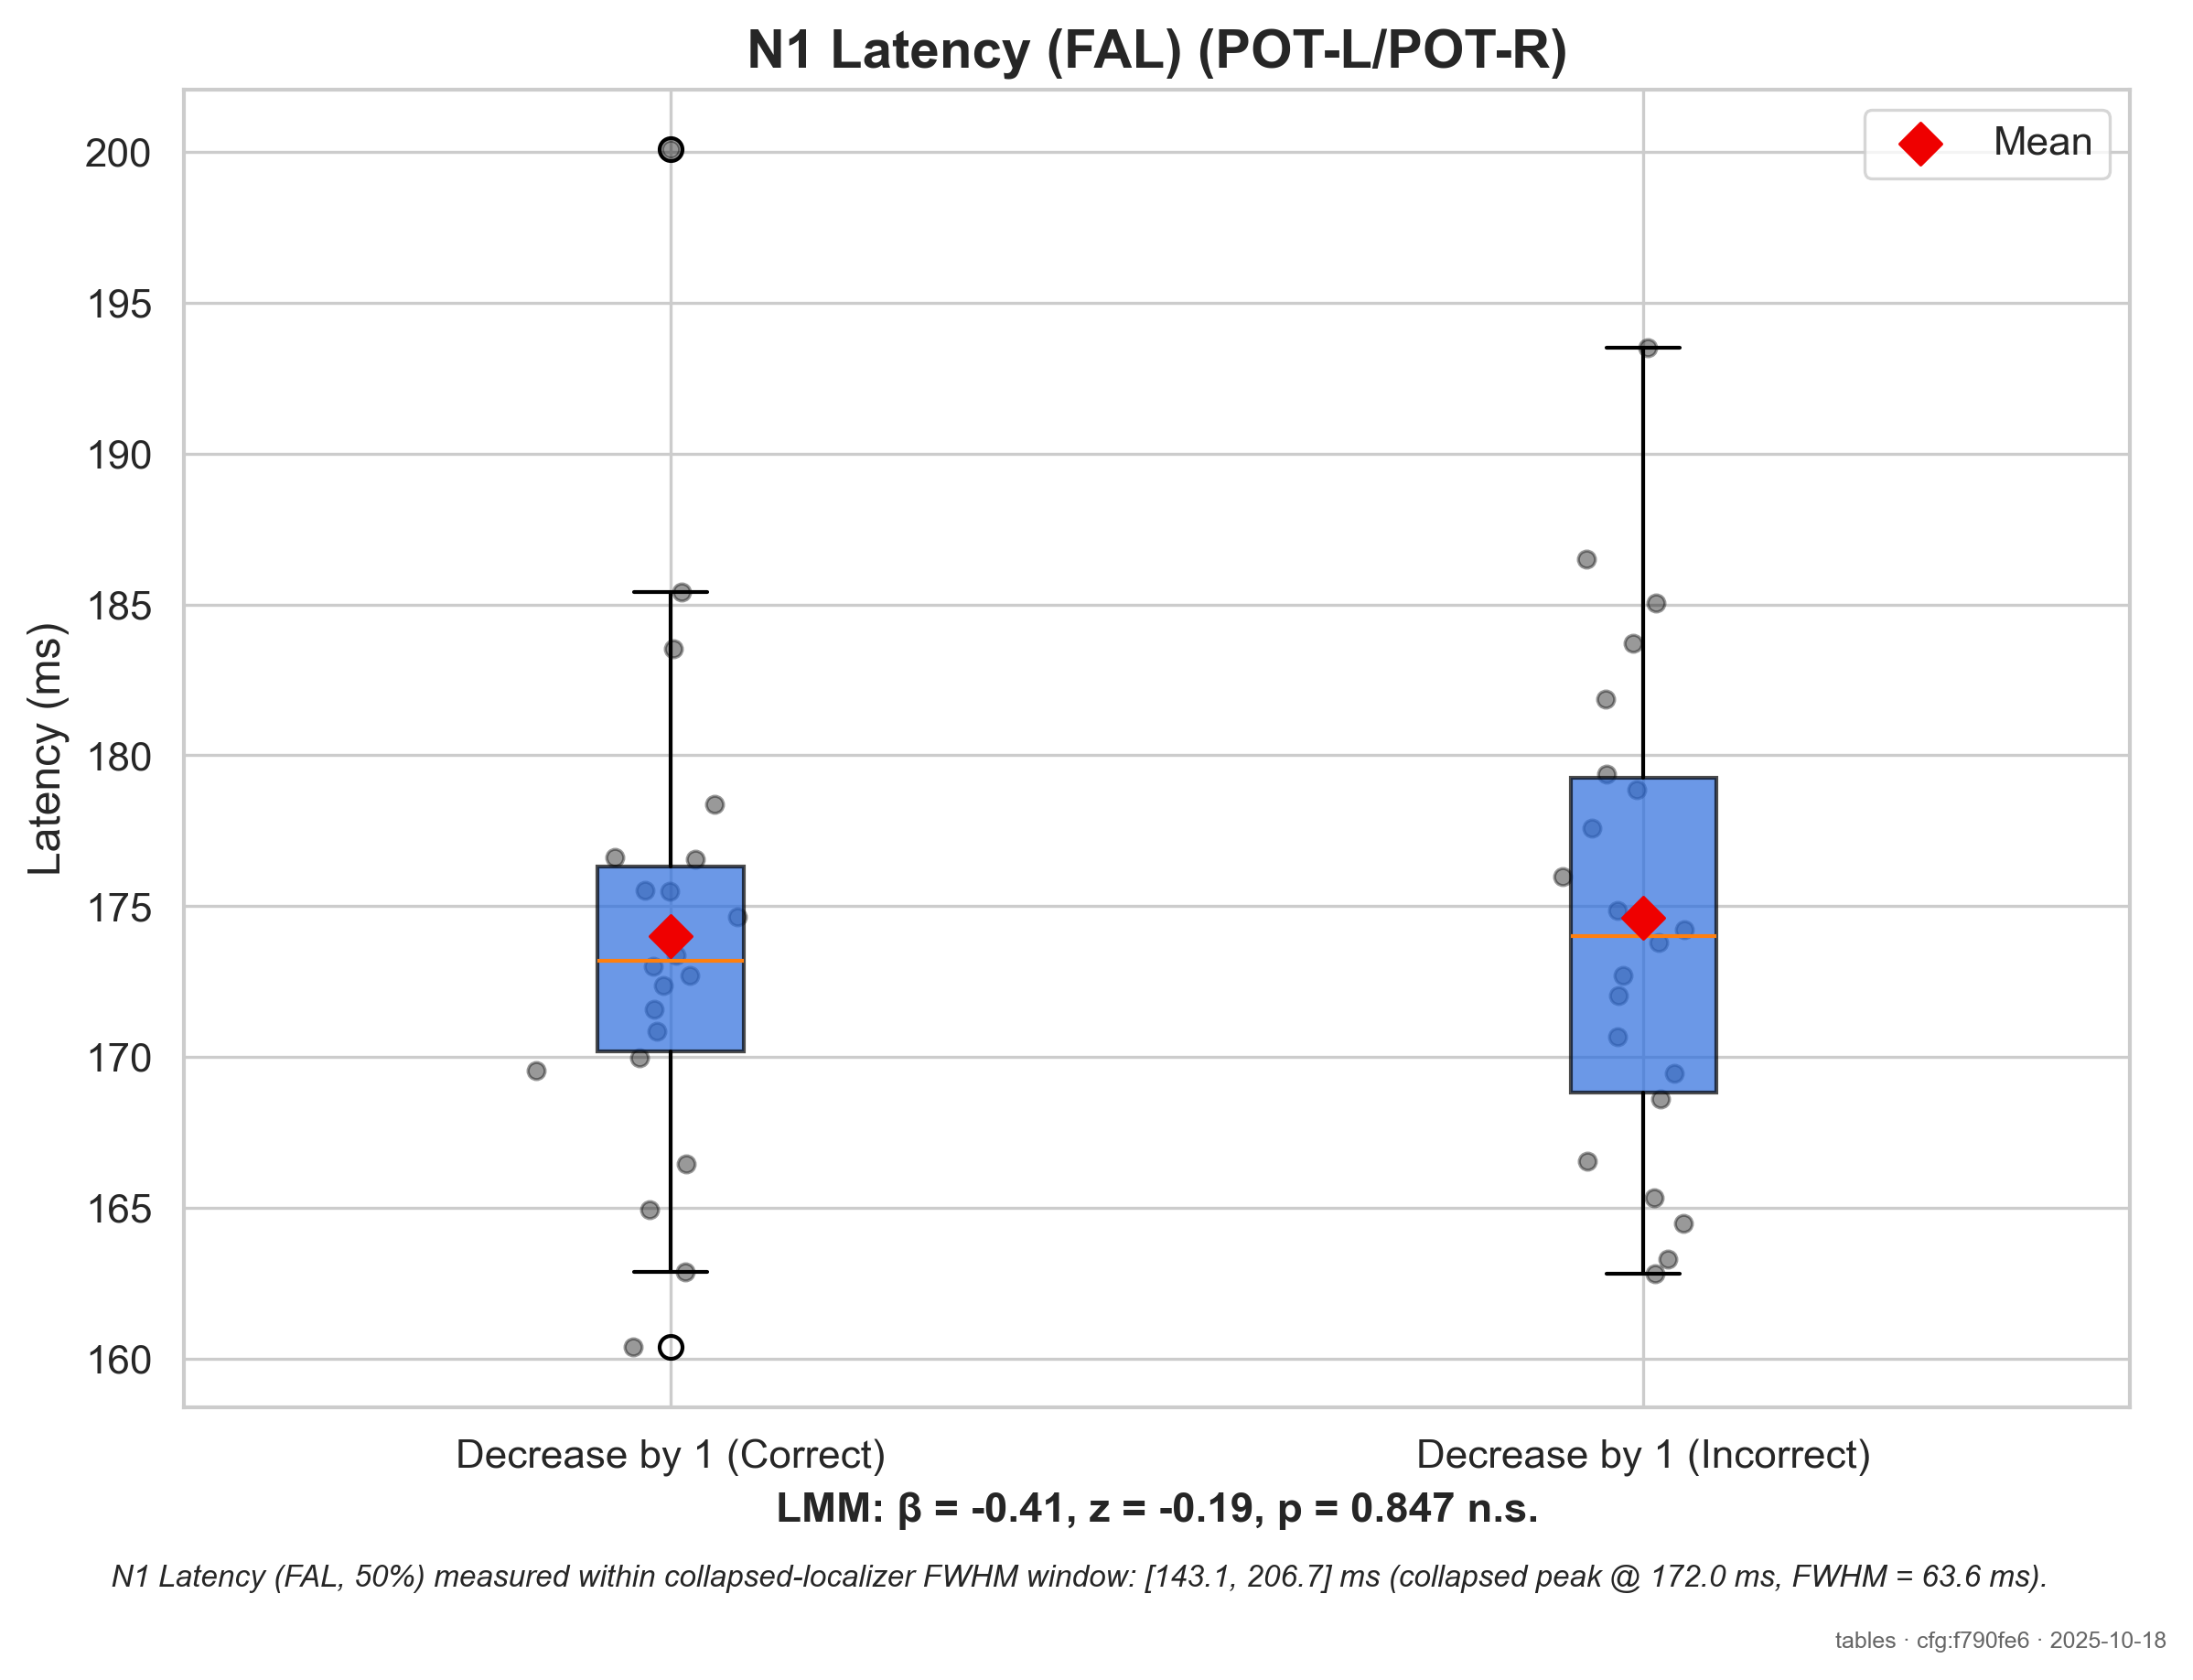 N1 Latency (FAL) (POT-L/POT-R)
Mean
Latency (ms)
200
195
190
185
180
175
170
165
160
Decrease by 1 (Correct)
Decrease by 1 (Incorrect)
LMM: β = -0.41, z = -0.19, p = 0.847 n.s.
N1 Latency (FAL, 50%) measured within collapsed-localizer FWHM window: [143.1, 206.7] ms (collapsed peak @ 172.0 ms, FWHM = 63.6 ms).
tables · cfg:f790fe6 · 2025-10-18